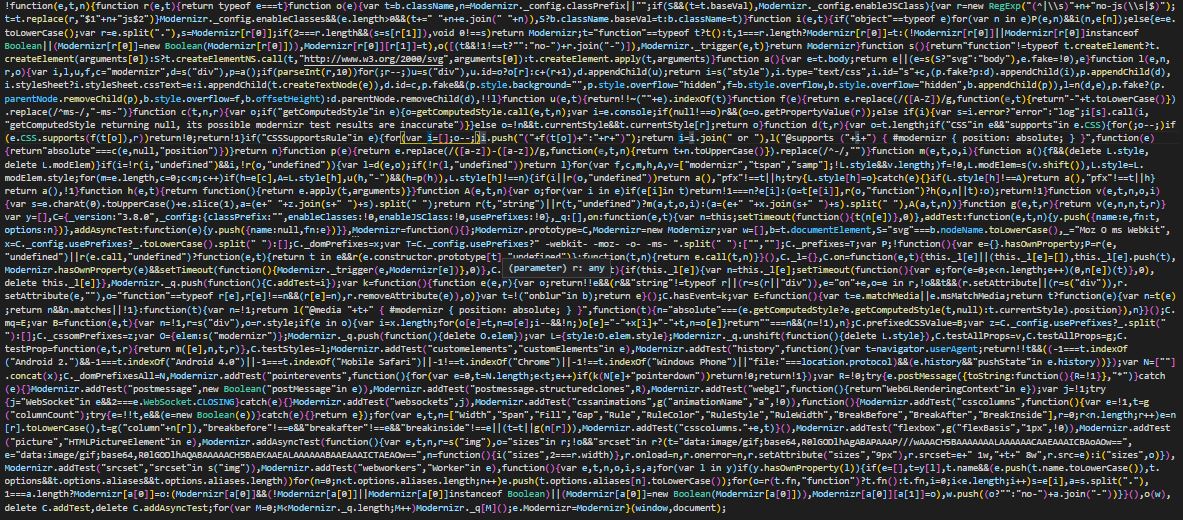 !function(e,t,n){function r(e,t){return typeof e===t}function o(e){var t=b.className,n=Modernizr._config.classPrefix||"";if(S&&(t=t.baseVal),Modernizr._config.enableJSClass){var r=new RegExp("(^|\\s)"+n+"no-js(\\s|$)");
t=t.replace(r,"$1"+n+"js$2")}Modernizr._config.enableClasses&&(e.length>0&&(t+=" "+n+e.join(" "+n)),S?b.className.baseVal=t:b.className=t)}function i(e,t){if("object"==typeof e)for(var n in e)P(e,n)&&i(n,e[n]);else{e=e.
toLowerCase();var r=e.split("."),s=Modernizr[r[0]];if(2===r.length&&(s=s[r[1]]),void 0!==s)return Modernizr;t="function"==typeof t?t():t,1===r.length?Modernizr[r[0]]=t:(!Modernizr[r[0]]||Modernizr[r[0]]instanceof
Boolean||(Modernizr[r[0]]=new Boolean(Modernizr[r[0]])),Modernizr[r[0]][r[1]]=t),o([(t&&!1!==t?"":"no-")+r.join("-")]),Modernizr._trigger(e,t)}return Modernizr}function s(){return"function"!=typeof t.createElement?t.
createElement(arguments[0]):S?t.createElementNS.call(t,"http://www.w3.org/2000/svg",arguments[0]):t.createElement.apply(t,arguments)}function a(){var e=t.body;return e||(e=s(S?"svg":"body"),e.fake=!0),e}function l(e,n,
r,o){var i,l,u,f,c="modernizr",d=s("div"),p=a();if(parseInt(r,10))for(;r--;)u=s("div"),u.id=o?o[r]:c+(r+1),d.appendChild(u);return i=s("style"),i.type="text/css",i.id="s"+c,(p.fake?p:d).appendChild(i),p.appendChild(d),
i.styleSheet?i.styleSheet.cssText=e:i.appendChild(t.createTextNode(e)),d.id=c,p.fake&&(p.style.background="",p.style.overflow="hidden",f=b.style.overflow,b.style.overflow="hidden",b.appendChild(p)),l=n(d,e),p.fake?(p.
parentNode.removeChild(p),b.style.overflow=f,b.offsetHeight):d.parentNode.removeChild(d),!!l}function u(e,t){return!!~(""+e).indexOf(t)}function f(e){return e.replace(/([A-Z])/g,function(e,t){return"-"+t.toLowerCase()})
.replace(/^ms-/,"-ms-")}function c(t,n,r){var o;if("getComputedStyle"in e){o=getComputedStyle.call(e,t,n);var i=e.console;if(null!==o)r&&(o=o.getPropertyValue(r));else if(i){var s=i.error?"error":"log";i[s].call(i,
"getComputedStyle returning null, its possible modernizr test results are inaccurate")}}else o=!n&&t.currentStyle&&t.currentStyle[r];return o}function d(t,r){var o=t.length;if("CSS"in e&&"supports"in e.CSS){for(;o--;)if
(e.CSS.supports(f(t[o]),r))return!0;return!1}if("CSSSupportsRule"in e){for(var i=[];o--;)i.push("("+f(t[o])+":"+r+")");return i=i.join(" or "),l("@supports ("+i+") { #modernizr { position: absolute; } }",function(e)
{return"absolute"===c(e,null,"position")})}return n}function p(e){return e.replace(/([a-z])-([a-z])/g,function(e,t,n){return t+n.toUpperCase()}).replace(/^-/,"")}function m(e,t,o,i){function a(){f&&(delete L.style,
delete L.modElem)}if(i=!r(i,"undefined")&&i,!r(o,"undefined")){var l=d(e,o);if(!r(l,"undefined"))return l}for(var f,c,m,h,A,v=["modernizr","tspan","samp"];!L.style&&v.length;)f=!0,L.modElem=s(v.shift()),L.style=L.
modElem.style;for(m=e.length,c=0;c<m;c++)if(h=e[c],A=L.style[h],u(h,"-")&&(h=p(h)),L.style[h]!==n){if(i||r(o,"undefined"))return a(),"pfx"!==t||h;try{L.style[h]=o}catch(e){}if(L.style[h]!==A)return a(),"pfx"!==t||h}
return a(),!1}function h(e,t){return function(){return e.apply(t,arguments)}}function A(e,t,n){var o;for(var i in e)if(e[i]in t)return!1===n?e[i]:(o=t[e[i]],r(o,"function")?h(o,n||t):o);return!1}function v(e,t,n,o,i)
{var s=e.charAt(0).toUpperCase()+e.slice(1),a=(e+" "+z.join(s+" ")+s).split(" ");return r(t,"string")||r(t,"undefined")?m(a,t,o,i):(a=(e+" "+x.join(s+" ")+s).split(" "),A(a,t,n))}function g(e,t,r){return v(e,n,n,t,r)}
var y=[],C={_version:"3.8.0",_config:{classPrefix:"",enableClasses:!0,enableJSClass:!0,usePrefixes:!0},_q:[],on:function(e,t){var n=this;setTimeout(function(){t(n[e])},0)},addTest:function(e,t,n){y.push({name:e,fn:t,
options:n})},addAsyncTest:function(e){y.push({name:null,fn:e})}},Modernizr=function(){};Modernizr.prototype=C,Modernizr=new Modernizr;var w=[],b=t.documentElement,S="svg"===b.nodeName.toLowerCase(),_="Moz O ms Webkit",
x=C._config.usePrefixes?_.toLowerCase().split(" "):[];C._domPrefixes=x;var T=C._config.usePrefixes?" -webkit- -moz- -o- -ms- ".split(" "):["",""];C._prefixes=T;var P;!function(){var e={}.hasOwnProperty;P=r(e,
"undefined")||r(e.call,"undefined")?function(e,t){return t in e&&r(e.constructor.prototype[t],"undefined")}:function(t,n){return e.call(t,n)}}(),C._l={},C.on=function(e,t){this._l[e]||(this._l[e]=[]),this._l[e].push(t),
Modernizr.hasOwnProperty(e)&&setTimeout(function(){Modernizr._trigger(e,Modernizr[e])},0)},C.
(parameter) r: any
t){if(this._l[e]){var n=this._l[e];setTimeout(function(){var e;for(e=0;e<n.length;e++)(0,n[e])(t)},0),
delete this._l[e]}},Modernizr._q.push(function(){C.addTest=i});var k=function(){function e(e,r){var o;return!!e&&(r&&"string"!=typeof r||(r=s(r||"div")),e="on"+e,o=e in r,!o&&t&&(r.setAttribute||(r=s("div")),r.
setAttribute(e,""),o="function"==typeof r[e],r[e]!==n&&(r[e]=n),r.removeAttribute(e)),o)}var t=!("onblur"in b);return e}();C.hasEvent=k;var E=function(){var t=e.matchMedia||e.msMatchMedia;return t?function(e){var n=t(e)
;return n&&n.matches||!1}:function(t){var n=!1;return l("@media "+t+" { #modernizr { position: absolute; } }",function(t){n="absolute"===(e.getComputedStyle?e.getComputedStyle(t,null):t.currentStyle).position}),n}}();C.
mq=E;var B=function(e,t){var n=!1,r=s("div"),o=r.style;if(e in o){var i=x.length;for(o[e]=t,n=o[e];i--&&!n;)o[e]="-"+x[i]+"-"+t,n=o[e]}return""===n&&(n=!1),n};C.prefixedCSSValue=B;var z=C._config.usePrefixes?_.split("
"):[];C._cssomPrefixes=z;var O={elem:s("modernizr")};Modernizr._q.push(function(){delete O.elem});var L={style:O.elem.style};Modernizr._q.unshift(function(){delete L.style}),C.testAllProps=v,C.testAllProps=g,C.
testProp=function(e,t,r){return m([e],n,t,r)},C.testStyles=l;Modernizr.addTest("customelements","customElements"in e),Modernizr.addTest("history",function(){var t=navigator.userAgent;return!!t&&((-1===t.indexOf
("Android 2.")&&-1===t.indexOf("Android 4.0")||-1===t.indexOf("Mobile Safari")||-1!==t.indexOf("Chrome")||-1!==t.indexOf("Windows Phone")||"file:"===location.protocol)&&(e.history&&"pushState"in e.history))});var N=[""]
.concat(x);C._domPrefixesAll=N,Modernizr.addTest("pointerevents",function(){for(var e=0,t=N.length;e<t;e++)if(k(N[e]+"pointerdown"))return!0;return!1});var R=!0;try{e.postMessage({toString:function(){R=!1}},"*")}catch
(e){}Modernizr.addTest("postmessage",new Boolean("postMessage"in e)),Modernizr.addTest("postmessage.structuredclones",R),Modernizr.addTest("webgl",function(){return"WebGLRenderingContext"in e});var j=!1;try
{j="WebSocket"in e&&2===e.WebSocket.CLOSING}catch(e){}Modernizr.addTest("websockets",j),Modernizr.addTest("cssanimations",g("animationName","a",!0)),function(){Modernizr.addTest("csscolumns",function(){var e=!1,t=g
("columnCount");try{e=!!t,e&&(e=new Boolean(e))}catch(e){}return e});for(var e,t,n=["Width","Span","Fill","Gap","Rule","RuleColor","RuleStyle","RuleWidth","BreakBefore","BreakAfter","BreakInside"],r=0;r<n.length;r++)e=n
[r].toLowerCase(),t=g("column"+n[r]),"breakbefore"!==e&&"breakafter"!==e&&"breakinside"!==e||(t=t||g(n[r])),Modernizr.addTest("csscolumns."+e,t)}(),Modernizr.addTest("flexbox",g("flexBasis","1px",!0)),Modernizr.addTest
("picture","HTMLPictureElement"in e),Modernizr.addAsyncTest(function(){var e,t,n,r=s("img"),o="sizes"in r;!o&&"srcset"in r?(t="data:image/gif;base64,R0lGODlhAgABAPAAAP///wAAACH5BAAAAAAALAAAAAACAAEAAAICBAoAOw==",
e="data:image/gif;base64,R0lGODlhAQABAAAAACH5BAEKAAEALAAAAAABAAEAAAICTAEAOw==",n=function(){i("sizes",2===r.width)},r.onload=n,r.onerror=n,r.setAttribute("sizes","9px"),r.srcset=e+" 1w,"+t+" 8w",r.src=e):i("sizes",o)}),
Modernizr.addTest("srcset","srcset"in s("img")),Modernizr.addTest("webworkers","Worker"in e),function(){var e,t,n,o,i,s,a;for(var l in y)if(y.hasOwnProperty(l)){if(e=[],t=y[l],t.name&&(e.push(t.name.toLowerCase()),t.
options&&t.options.aliases&&t.options.aliases.length))for(n=0;n<t.options.aliases.length;n++)e.push(t.options.aliases[n].toLowerCase());for(o=r(t.fn,"function")?t.fn():t.fn,i=0;i<e.length;i++)s=e[i],a=s.split("."),
1===a.length?Modernizr[a[0]]=o:(Modernizr[a[0]]&&(!Modernizr[a[0]]||Modernizr[a[0]]instanceof Boolean)||(Modernizr[a[0]]=new Boolean(Modernizr[a[0]])),Modernizr[a[0]][a[1]]=o),w.push((o?"":"no-")+a.join("-"))}}(),o(w),
delete C.addTest,delete C.addAsyncTest;for(var M=0;M<Modernizr._q.length;M++)Modernizr._q[M]();e.Modernizr=Modernizr}(window,document);